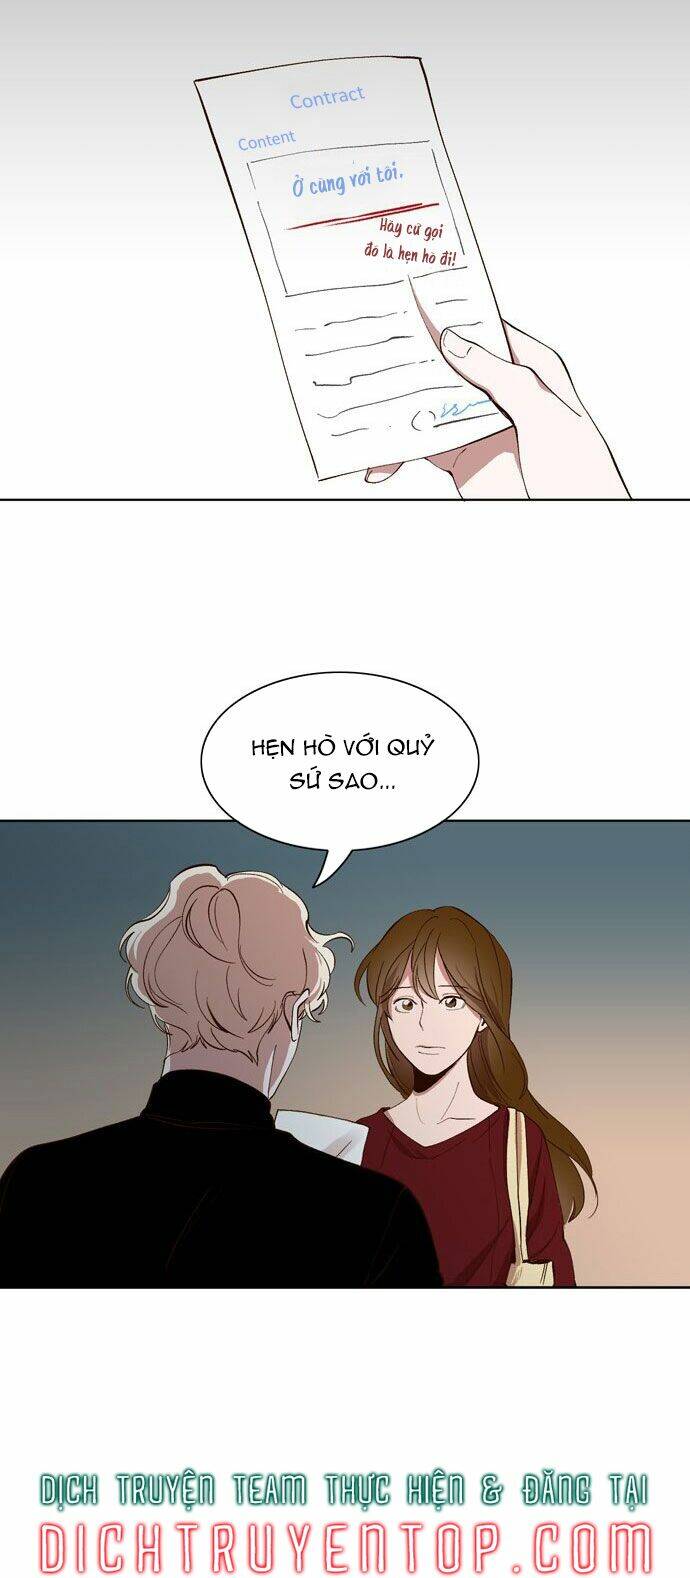 Contract
Content
Ở cùng với tôi.
Hãy cứ gọi
đó là hẹn hò đi!
HẸN HÒ VỚI QUỶ
SỨ SAO...
DỊCH TRUYỆN TEAM THỰC HIỆN & ĐĂNG TẠI
DICHTRUYENTOP.COM